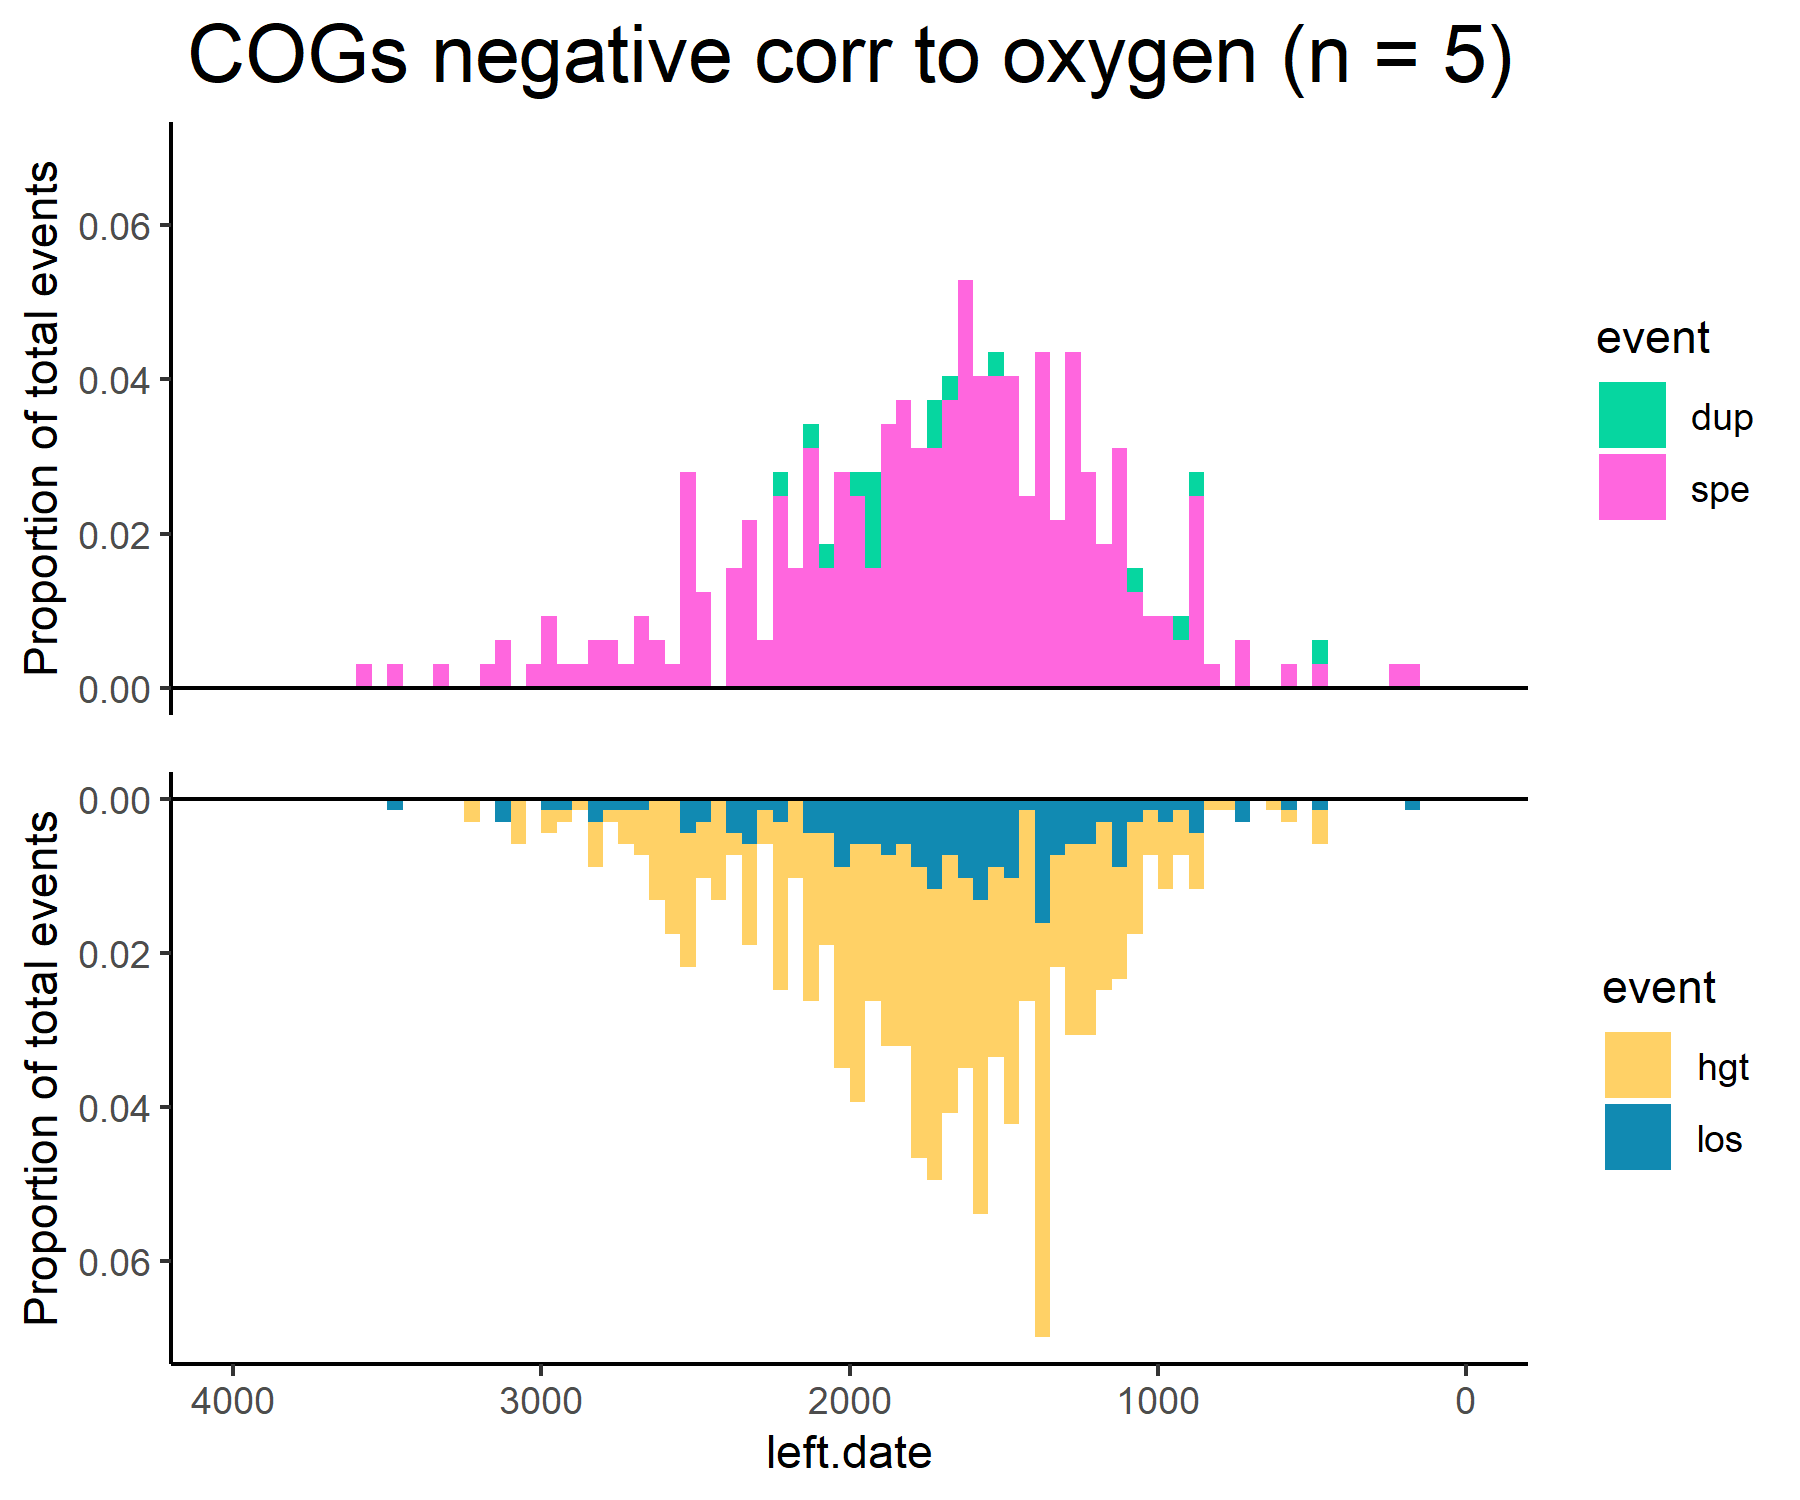 COGs negative corr to oxygen (n = 5)
Proportion of total events
0.06
0.04
0.02
0.00
event
dup
spe
Proportion of total events
0.00
0.02
0.04
0.06
event
hgt
los
4000 3000 2000 1000 0
left.date